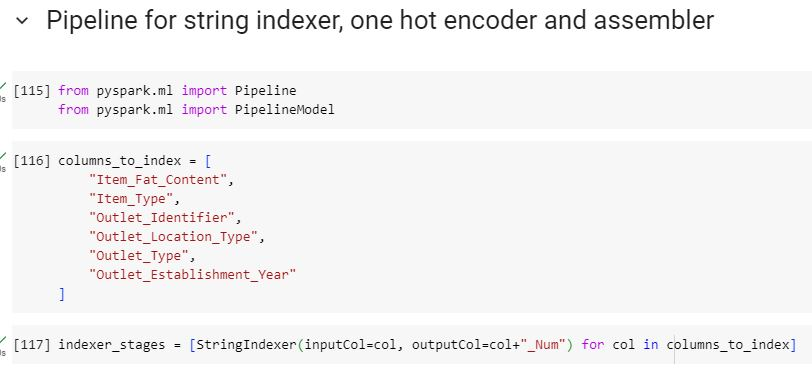 Pipeline for string indexer, one hot encoder and assembler
[115] from pyspark.ml import Pipeline
from pyspark.ml import PipelineModel
[116] columns_to_index = [
"Item_Fat_Content",
"Item_Type",
"Outlet_Identifier",
"Outlet_Location_Type",
"Outlet_Type",
"Outlet_Establishment_Year"
]
[117] indexer_stages = [StringIndexer(inputCol=col, outputCol=col+"_Num") for col in columns_to_index]